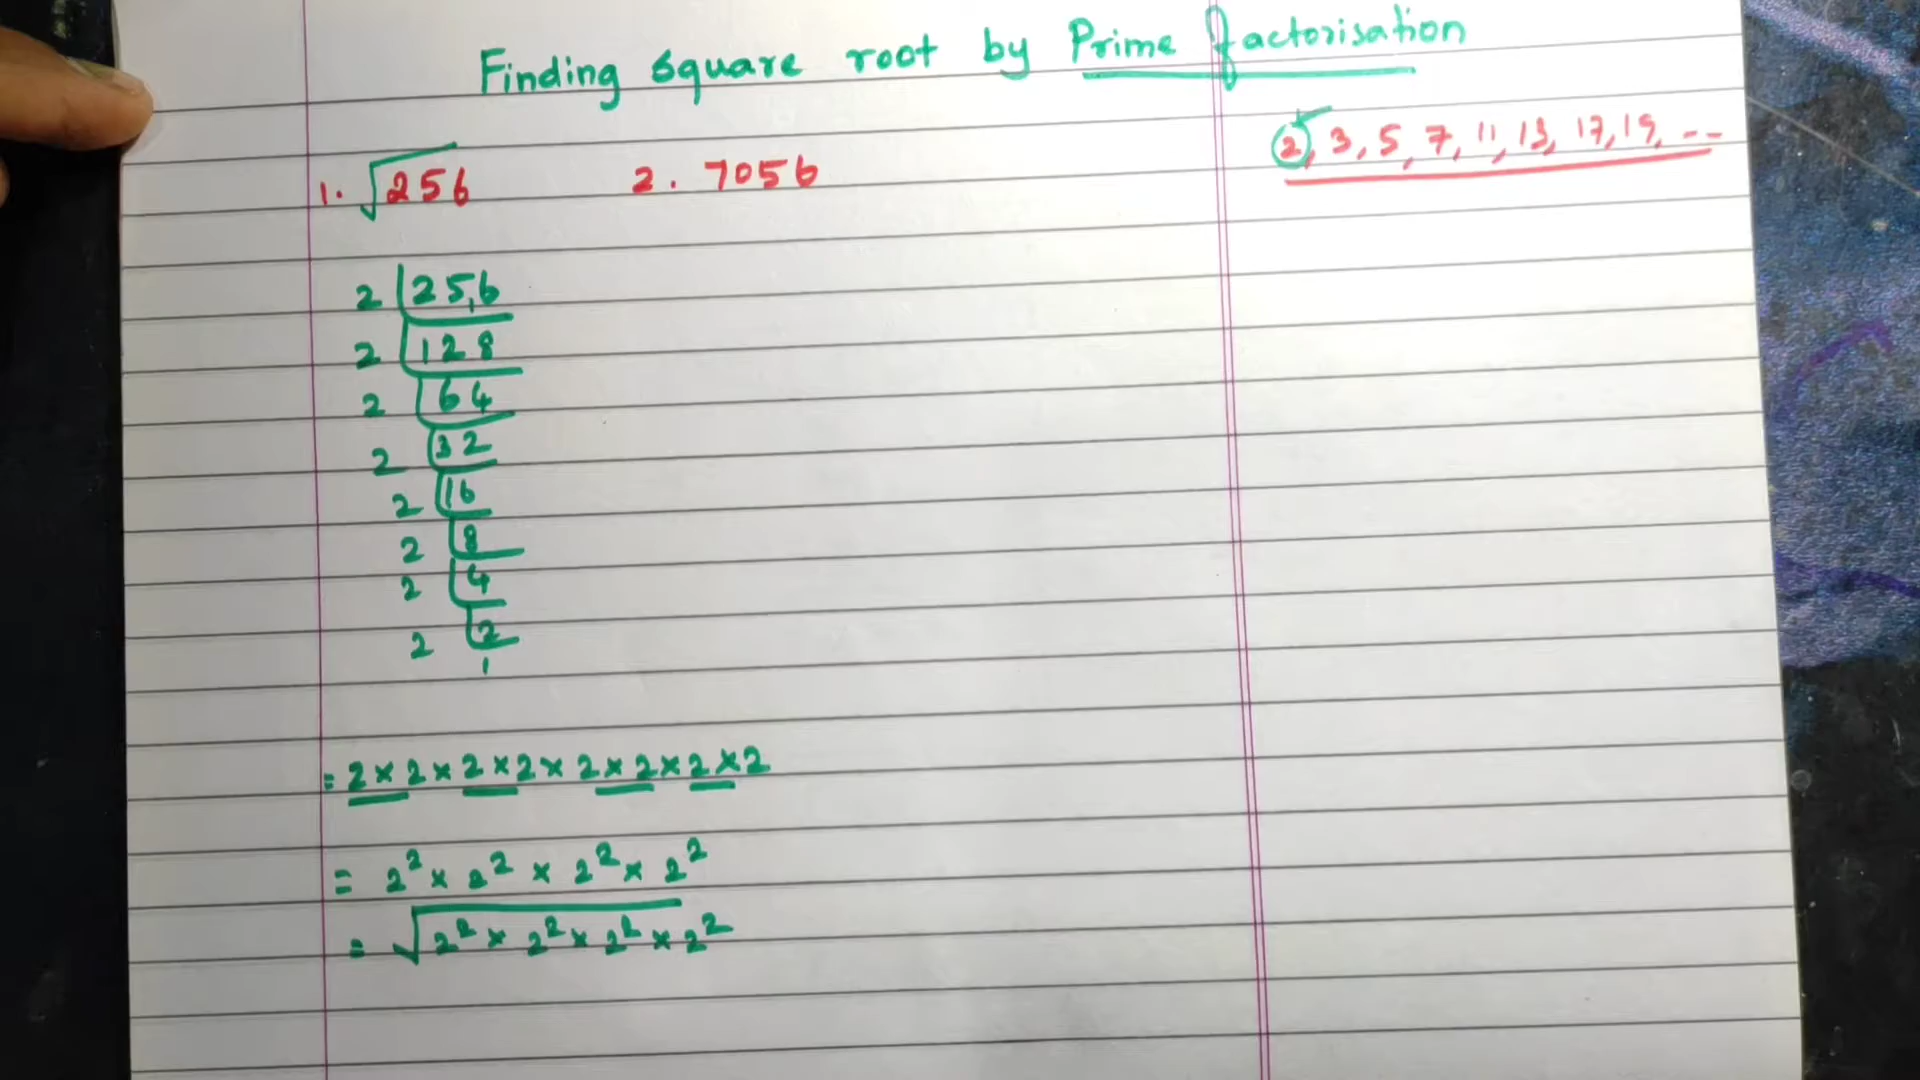 Finding square root by Prime factorisation
2, 3, 5, 7, 11, 13, 17, 19, --
1. √256 2. 7056
2 | 256
2 | 128
2 | 64
2 | 32
2 | 16
2 | 8
2 | 4
2 | 2
1
= 2 × 2 × 2 × 2 × 2 × 2 × 2 × 2
= 2² × 2² × 2² × 2²
= √2² × 2² × 2² × 2²